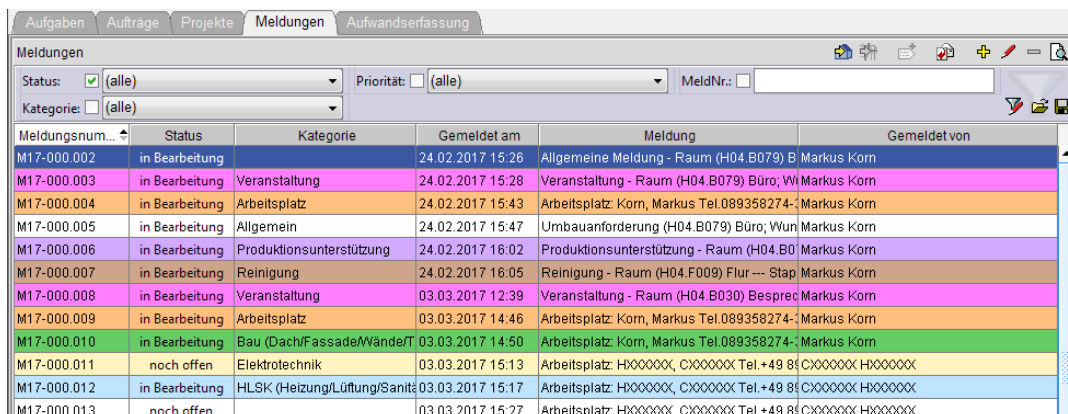 Aufgaben Aufträge Projekte Meldungen Aufwandserfassung
Meldungen
Status: (alle) Priorität: (alle) MeldNr.:
Kategorie: (alle)
Meldungsnum... Status Kategorie Gemeldet am Meldung Gemeldet von
M17-000.002 in Bearbeitung 24.02.2017 15:26 Allgemeine Meldung - Raum (H04.B079) B Markus Korn
M17-000.003 in Bearbeitung Veranstaltung 24.02.2017 15:28 Veranstaltung - Raum (H04.B079) Büro; Wu Markus Korn
M17-000.004 in Bearbeitung Arbeitsplatz 24.02.2017 15:43 Arbeitsplatz: Korn, Markus Tel.089358274- Markus Korn
M17-000.005 in Bearbeitung Allgemein 24.02.2017 15:47 Umbauanforderung (H04.B079) Büro; Wun Markus Korn
M17-000.006 in Bearbeitung Produktionsunterstützung 24.02.2017 16:02 Produktionsunterstützung - Raum (H04.B0 Markus Korn
M17-000.007 in Bearbeitung Reinigung 24.02.2017 16:05 Reinigung - Raum (H04.F009) Flur --- Stap Markus Korn
M17-000.008 in Bearbeitung Veranstaltung 03.03.2017 12:39 Veranstaltung - Raum (H04.B030) Besprec Markus Korn
M17-000.009 in Bearbeitung Arbeitsplatz 03.03.2017 14:46 Arbeitsplatz: Korn, Markus Tel.089358274- Markus Korn
M17-000.010 in Bearbeitung Bau (Dach/Fassade/Wände/T 03.03.2017 14:50 Arbeitsplatz: Korn, Markus Tel.089358274- Markus Korn
M17-000.011 noch offen Elektrotechnik 03.03.2017 15:13 Arbeitsplatz: HXXXXXX, CXXXXXX Tel.+49 89 CXXXXXX HXXXXXX
M17-000.012 in Bearbeitung HLSK (Heizung/Lüftung/Sanitä 03.03.2017 15:17 Arbeitsplatz: HXXXXXX, CXXXXXX Tel.+49 89 CXXXXXX HXXXXXX
M17-000.013 noch offen 03.03.2017 15:27 Arbeitsplatz: HXXXXXX, CXXXXXX Tel.+49 89 CXXXXXX HXXXXXX